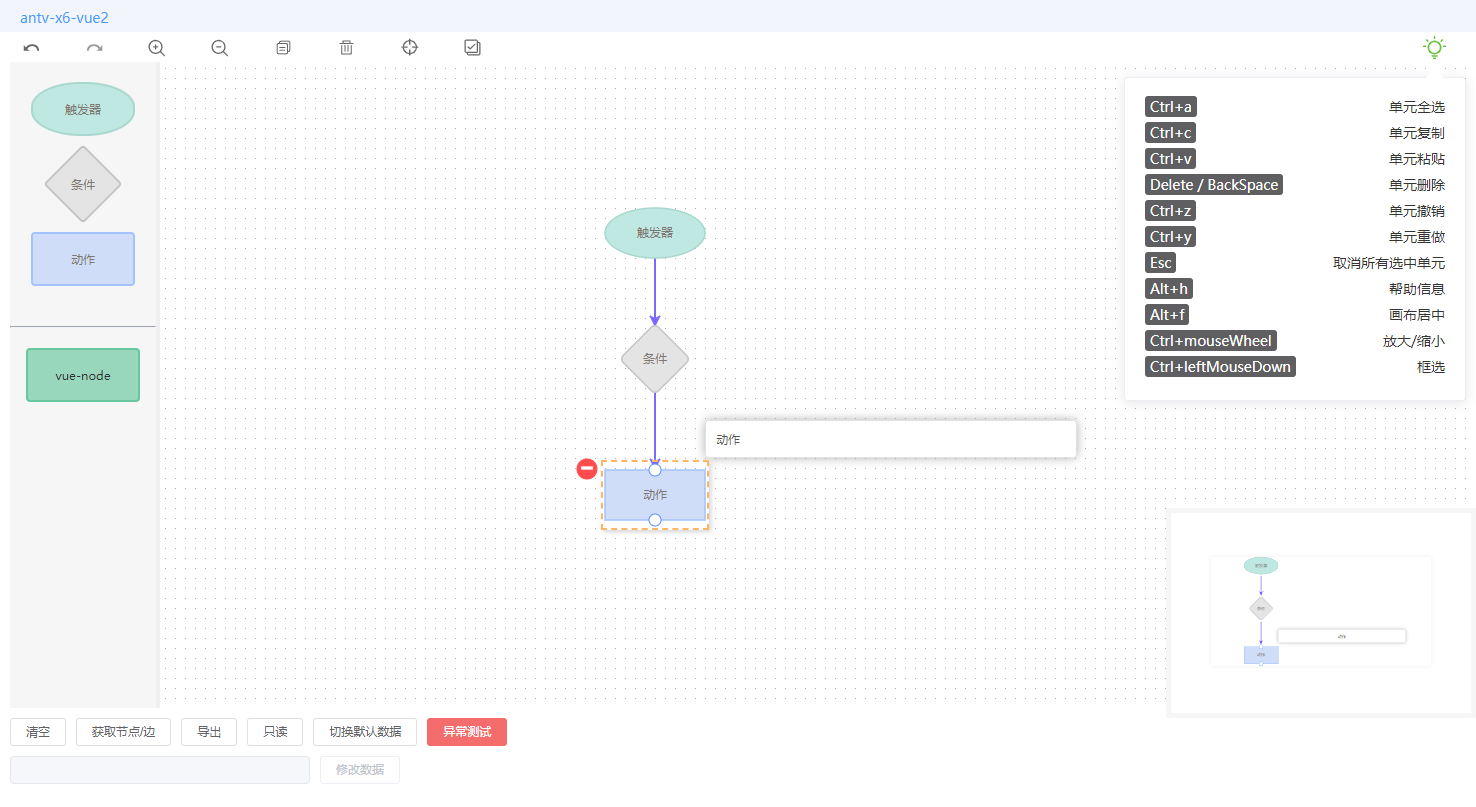 antv-x6-vue2
触发器
条件
动作
vue-node
触发器
条件
动作
动作
Ctrl+a 单元全选
Ctrl+c 单元复制
Ctrl+v 单元粘贴
Delete / BackSpace 单元删除
Ctrl+z 单元撤销
Ctrl+y 单元重做
Esc 取消所有选中单元
Alt+h 帮助信息
Alt+f 画布居中
Ctrl+mouseWheel 放大/缩小
Ctrl+leftMouseDown 框选
清空 获取节点/边 导出 只读 切换默认数据 异常测试
修改数据